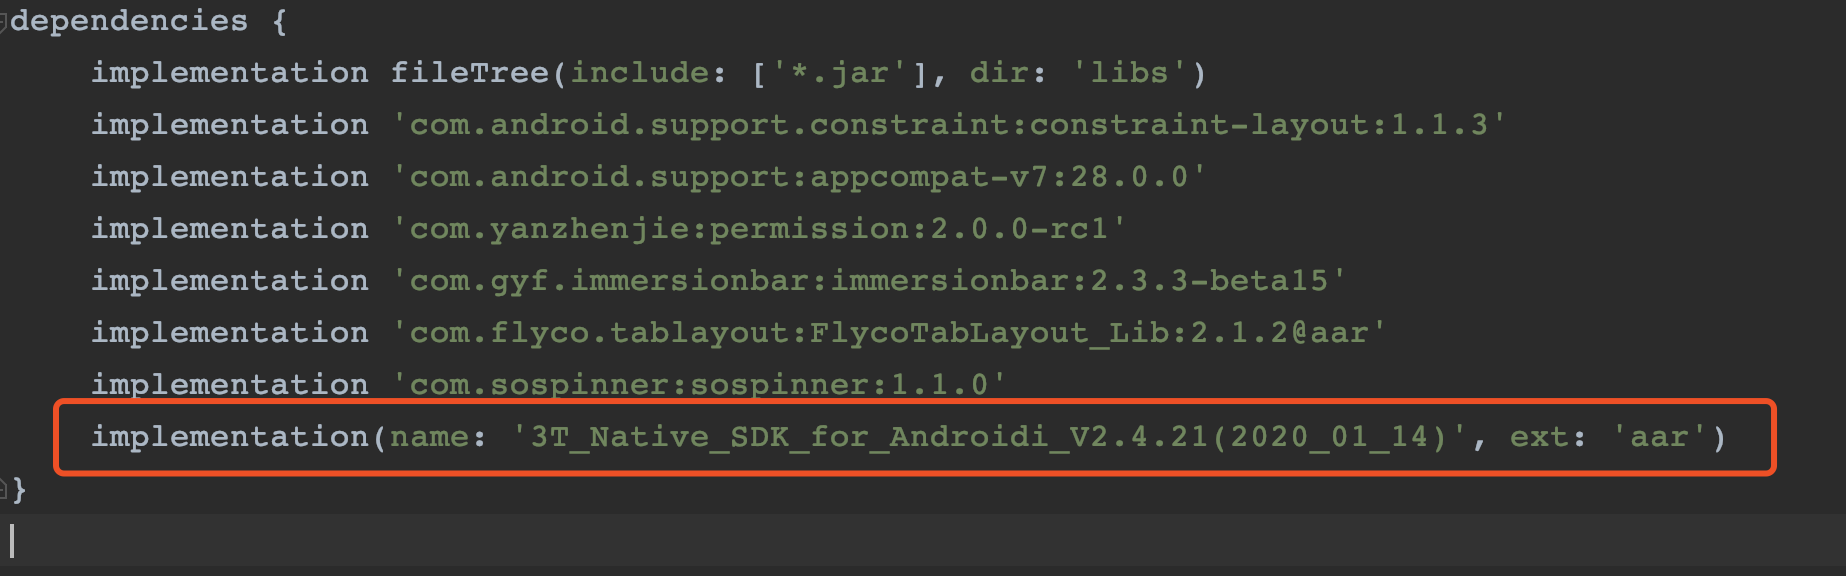 dependencies {
implementation fileTree(include: ['*.jar'], dir: 'libs')
implementation 'com.android.support.constraint:constraint-layout:1.1.3'
implementation 'com.android.support:appcompat-v7:28.0.0'
implementation 'com.yanzhenjie:permission:2.0.0-rc1'
implementation 'com.gyf.immersionbar:immersionbar:2.3.3-beta15'
implementation 'com.flyco.tablayout:FlycoTabLayout_Lib:2.1.2@aar'
implementation 'com.sospinner:sospinner:1.1.0'
implementation(name: '3T_Native_SDK_for_Androidi_V2.4.21(2020_01_14)', ext: 'aar')
}